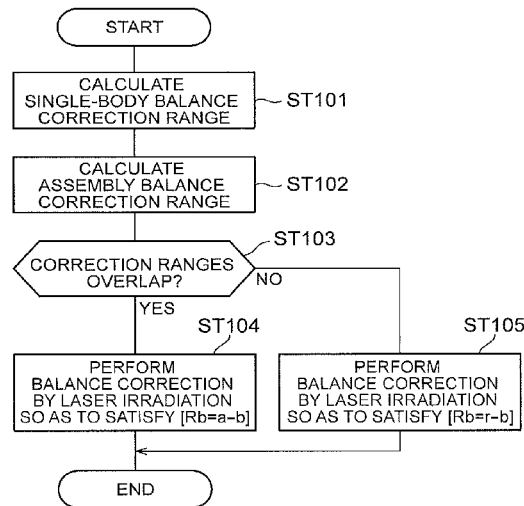 START
CALCULATE
SINGLE-BODY BALANCE
CORRECTION RANGE
ST101
CALCULATE
ASSEMBLY BALANCE
CORRECTION RANGE
ST102
ST103
CORRECTION RANGES
OVERLAP?
NO
YES
ST104
PERFORM
BALANCE CORRECTION
BY LASER IRRADIATION
SO AS TO SATISFY [Rb=a-b]
ST105
PERFORM
BALANCE CORRECTION
BY LASER IRRADIATION
SO AS TO SATISFY [Rb=r-b]
END